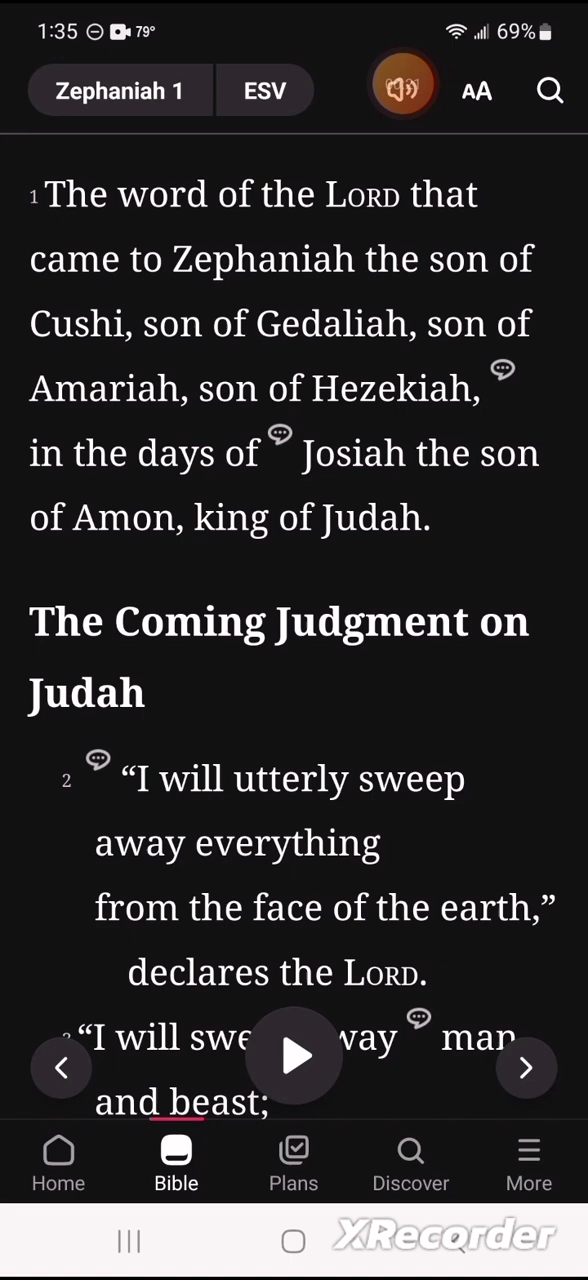 1:35 79° 69%
Zephaniah 1 ESV AA
1 The word of the LORD that
came to Zephaniah the son of
Cushi, son of Gedaliah, son of
Amariah, son of Hezekiah,
in the days of Josiah the son
of Amon, king of Judah.
The Coming Judgment on
Judah
2 “I will utterly sweep
away everything
from the face of the earth,”
declares the LORD.
“I will man
and beast;
Home Bible Plans Discover More
XRecorder